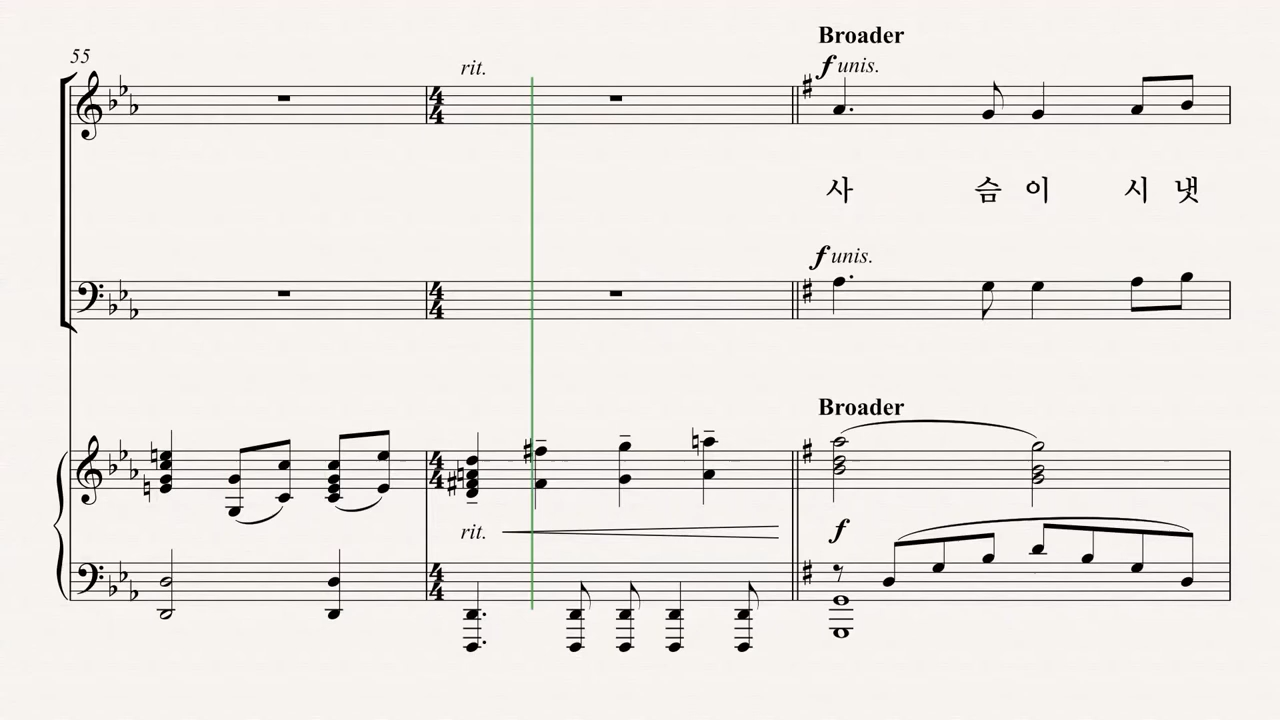 Broader
55
rit.
f unis.
사 슴 이 시 냇
f unis.
Broader
rit.
f